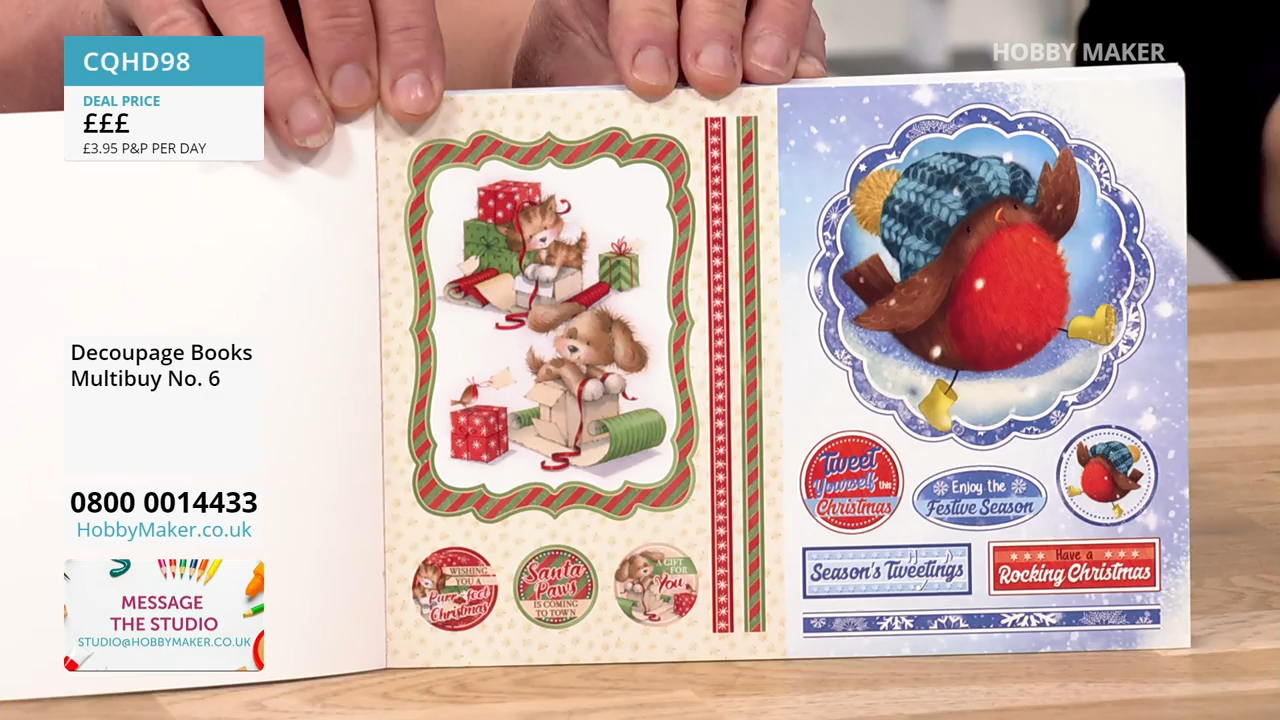 CQHD98
DEAL PRICE
£££
£3.95 P&P PER DAY
Decoupage Books
Multibuy No. 6
0800 0014433
HobbyMaker.co.uk
MESSAGE
THE STUDIO
STUDIO@HOBBYMAKER.CO.UK
HOBBY MAKER
WISHING
YOU A
Purr-fect
Christmas
Santa
Paws
IS COMING
TO TOWN
A GIFT
FOR
You
Tweet
Yourself this
Christmas
Enjoy the
Festive Season
Season's Tweetings
Have a
Rocking Christmas